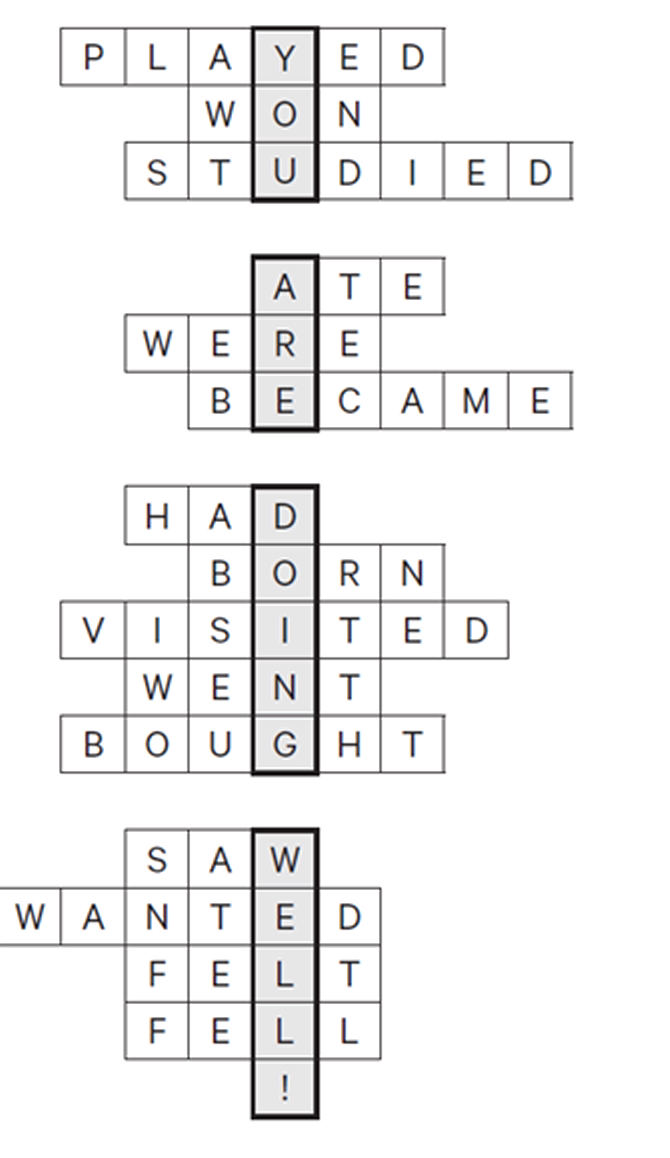 PLAYED
WON
STUDIED
ATE
WERE
BECAME
HAD
BORN
VISITED
WENT
BOUGHT
SAW
WANTED
FELT
FELL
!